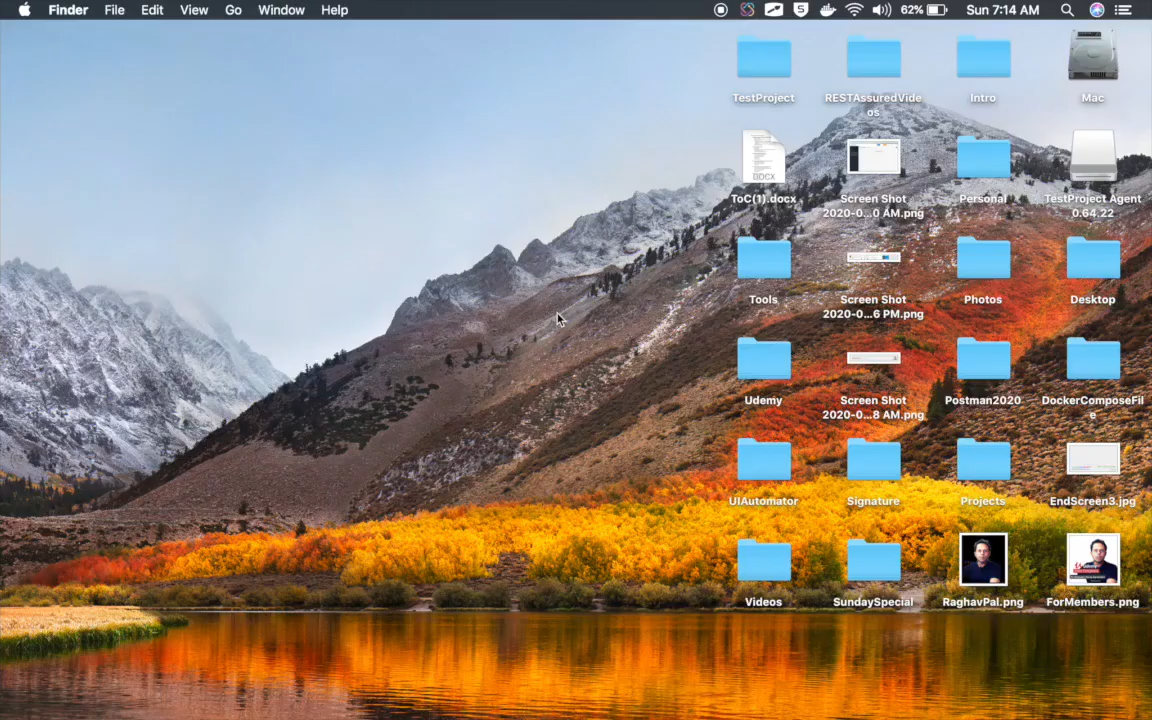 Finder File Edit View Go Window Help
S 62% Sun 7:14 AM
TestProject
RESTAssuredVide
os
Intro
Mac
DOCX
ToC(1).docx
Screen Shot
2020-0...0 AM.png
Personal
TestProject Agent
0.64.22
Tools
Screen Shot
2020-0...6 PM.png
Photos
Desktop
Udemy
Screen Shot
2020-0...8 AM.png
Postman2020
DockerComposeFil
e
UIAutomator
Signature
Projects
EndScreen3.jpg
Videos
SundaySpecial
RaghavPal.png
ForMembers.png